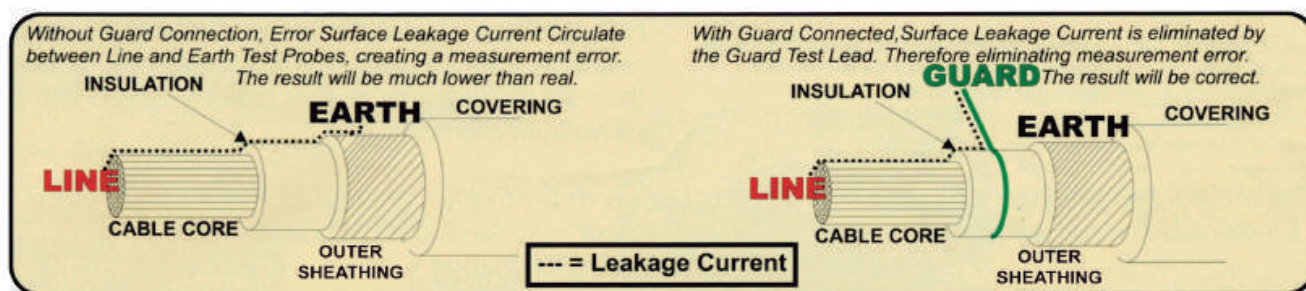 Without Guard Connection, Error Surface Leakage Current Circulate
between Line and Earth Test Probes, creating a measurement error.
The result will be much lower than real.
INSULATION
EARTH
COVERING
LINE
CABLE CORE
OUTER
SHEATHING
--- = Leakage Current
With Guard Connected,Surface Leakage Current is eliminated by
the Guard Test Lead. Therefore eliminating measurement error.
GUARD
The result will be correct.
INSULATION
EARTH
COVERING
LINE
CABLE CORE
OUTER
SHEATHING